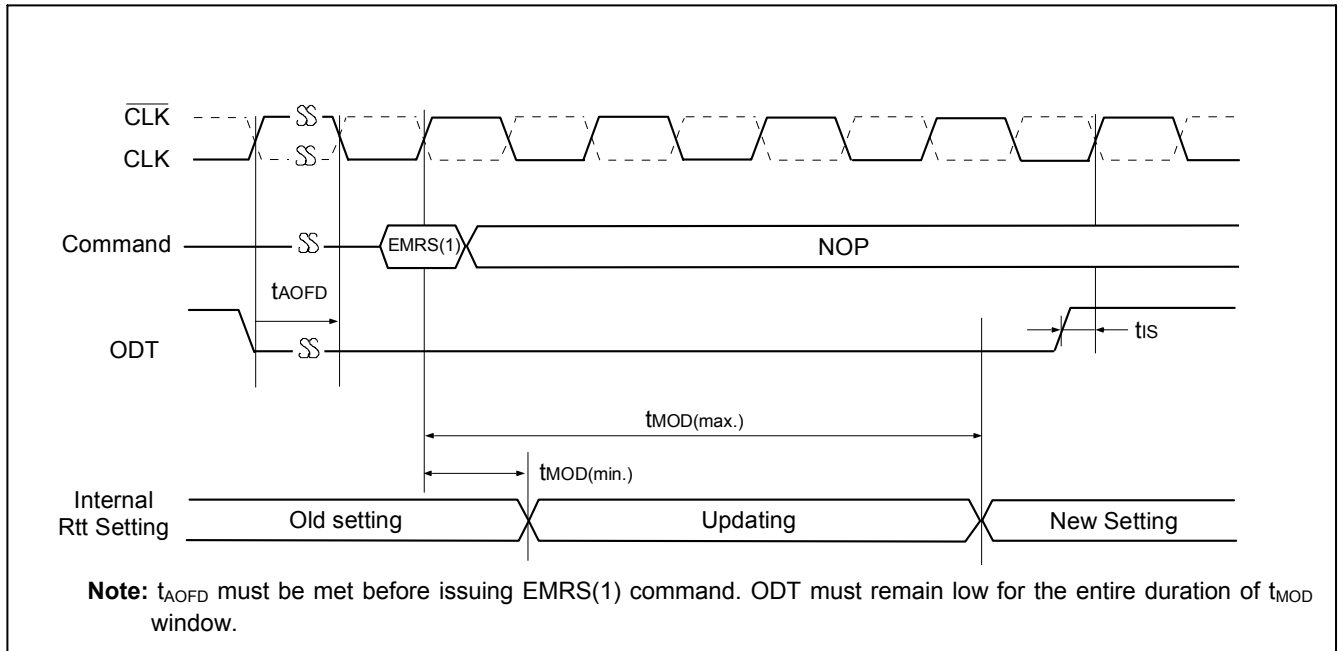 CLK
CLK
Command
EMRS(1)
NOP
tAOFD
ODT
tIS
tMOD(max.)
tMOD(min.)
Internal
Rtt Setting
Old setting
Updating
New Setting
Note: tAOFD must be met before issuing EMRS(1) command. ODT must remain low for the entire duration of tMOD
window.